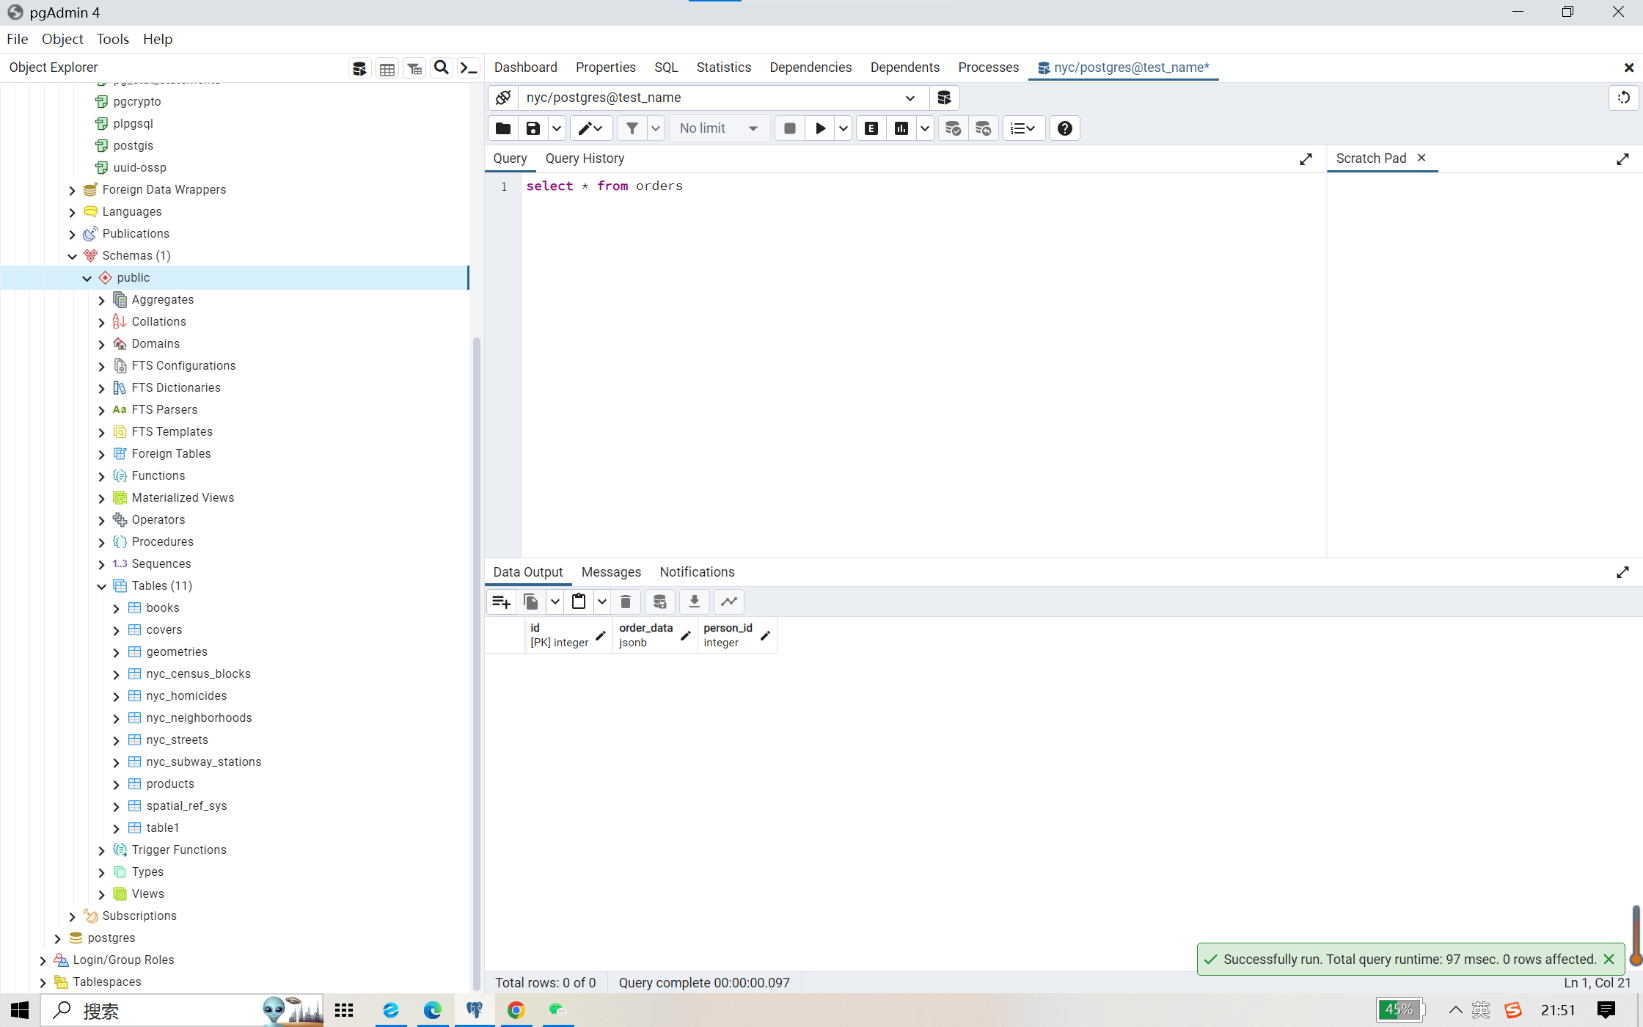 pgAdmin 4
File Object Tools Help
Object Explorer
pgcrypto
plpgsql
postgis
uuid-ossp
Foreign Data Wrappers
Languages
Publications
Schemas (1)
public
Aggregates
Collations
Domains
FTS Configurations
FTS Dictionaries
Aa FTS Parsers
FTS Templates
Foreign Tables
Functions
Materialized Views
Operators
Procedures
1..3 Sequences
Tables (11)
books
covers
geometries
nyc_census_blocks
nyc_homicides
nyc_neighborhoods
nyc_streets
nyc_subway_stations
products
spatial_ref_sys
table1
Trigger Functions
Types
Views
Subscriptions
postgres
Login/Group Roles
Tablespaces
Dashboard Properties SQL Statistics Dependencies Dependents Processes nyc/postgres@test_name*
nyc/postgres@test_name
No limit
E
Query Query History
Scratch Pad
1 select * from orders
Data Output Messages Notifications
id order_data person_id
[PK] integer jsonb integer
Successfully run. Total query runtime: 97 msec. 0 rows affected.
Total rows: 0 of 0 Query complete 00:00:00.097 Ln 1, Col 21
搜索
45% 英 21:51